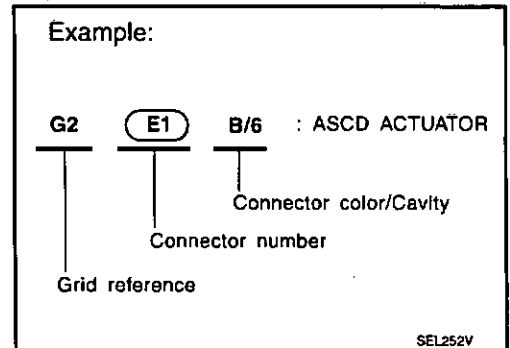 Example:
G2 E1 B/6 : ASCD ACTUATOR
Connector color/Cavity
Connector number
Grid reference
SEL252V